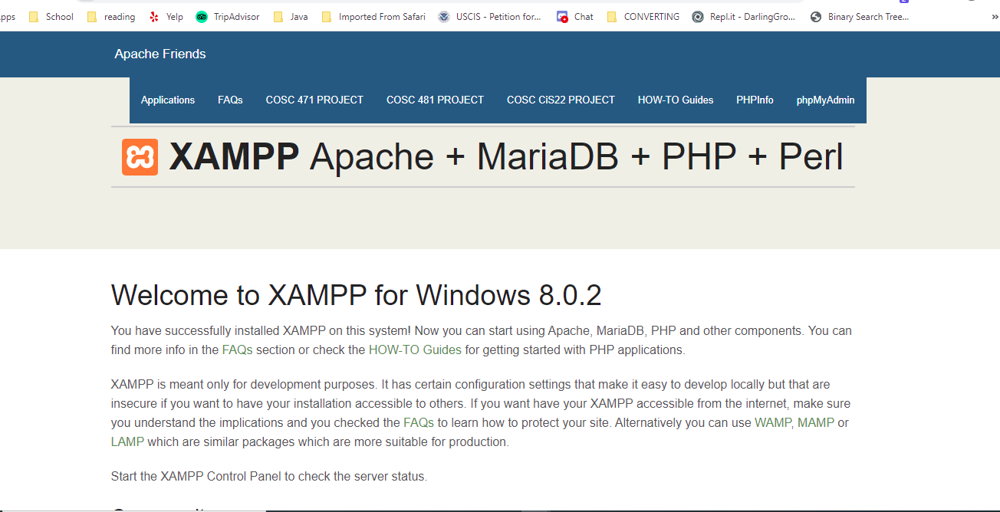 pps School reading Yelp TripAdvisor Java Imported From Safari USCIS - Petition for... Chat CONVERTING Repl.it - DarlingGro... Binary Search Tree... »
Apache Friends
Applications FAQs COSC 471 PROJECT COSC 481 PROJECT COSC CiS22 PROJECT HOW-TO Guides PHPInfo phpMyAdmin
XAMPP Apache + MariaDB + PHP + Perl
Welcome to XAMPP for Windows 8.0.2
You have successfully installed XAMPP on this system! Now you can start using Apache, MariaDB, PHP and other components. You can
find more info in the FAQs section or check the HOW-TO Guides for getting started with PHP applications.
XAMPP is meant only for development purposes. It has certain configuration settings that make it easy to develop locally but that are
insecure if you want to have your installation accessible to others. If you want have your XAMPP accessible from the internet, make sure
you understand the implications and you checked the FAQs to learn how to protect your site. Alternatively you can use WAMP, MAMP or
LAMP which are similar packages which are more suitable for production.
Start the XAMPP Control Panel to check the server status.